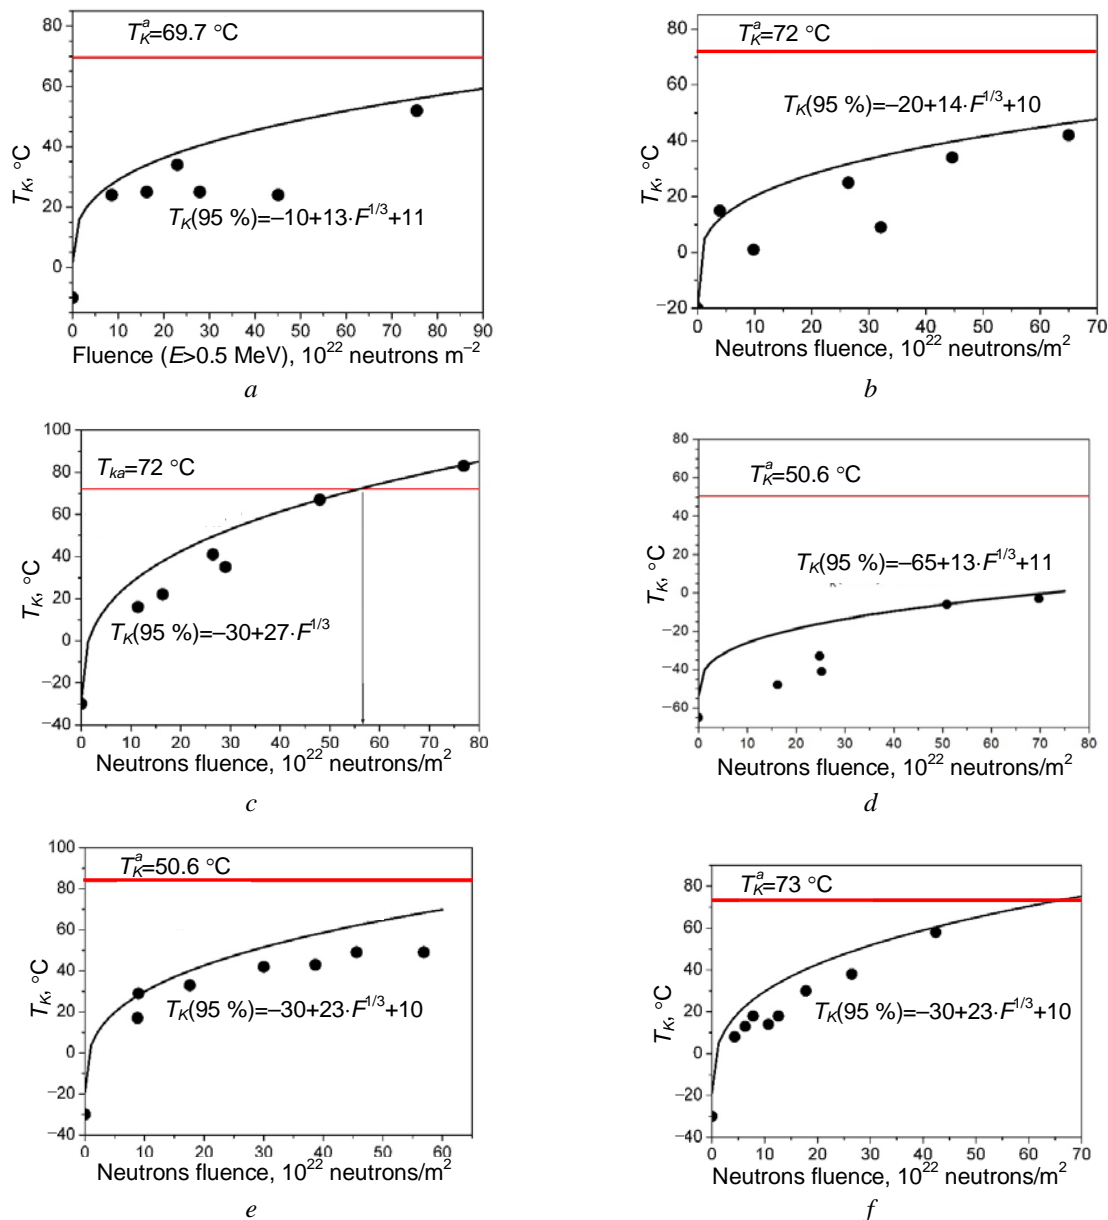 80
60
40
20
0
T_K, °C
T_K^a=69.7 °C
T_K(95 %)=–10+13·F^1/3+11
0 10 20 30 40 50 60 70 80 90
Fluence (E>0.5 MeV), 10^22 neutrons m^–2
a
80
60
40
20
0
–20
T_K, °C
T_K^a=72 °C
T_K(95 %)=–20+14·F^1/3+10
0 10 20 30 40 50 60 70
Neutrons fluence, 10^22 neutrons/m^2
b
100
80
60
40
20
0
–20
–40
T_K, °C
T_ka=72 °C
T_K(95 %)=–30+27·F^1/3
0 10 20 30 40 50 60 70 80
Neutrons fluence, 10^22 neutrons/m^2
c
80
60
40
20
0
–20
–40
–60
T_K, °C
T_K^a=50.6 °C
T_K(95 %)=–65+13·F^1/3+11
0 10 20 30 40 50 60 70 80
Neutrons fluence, 10^22 neutrons/m^2
d
100
80
60
40
20
0
–20
–40
T_K, °C
T_K^a=50.6 °C
T_K(95 %)=–30+23·F^1/3+10
0 10 20 30 40 50 60
Neutrons fluence, 10^22 neutrons/m^2
e
80
60
40
20
0
–20
–40
T_K, °C
T_K^a=73 °C
T_K(95 %)=–30+23·F^1/3+10
0 10 20 30 40 50 60 70
Neutrons fluence, 10^22 neutrons/m^2
f